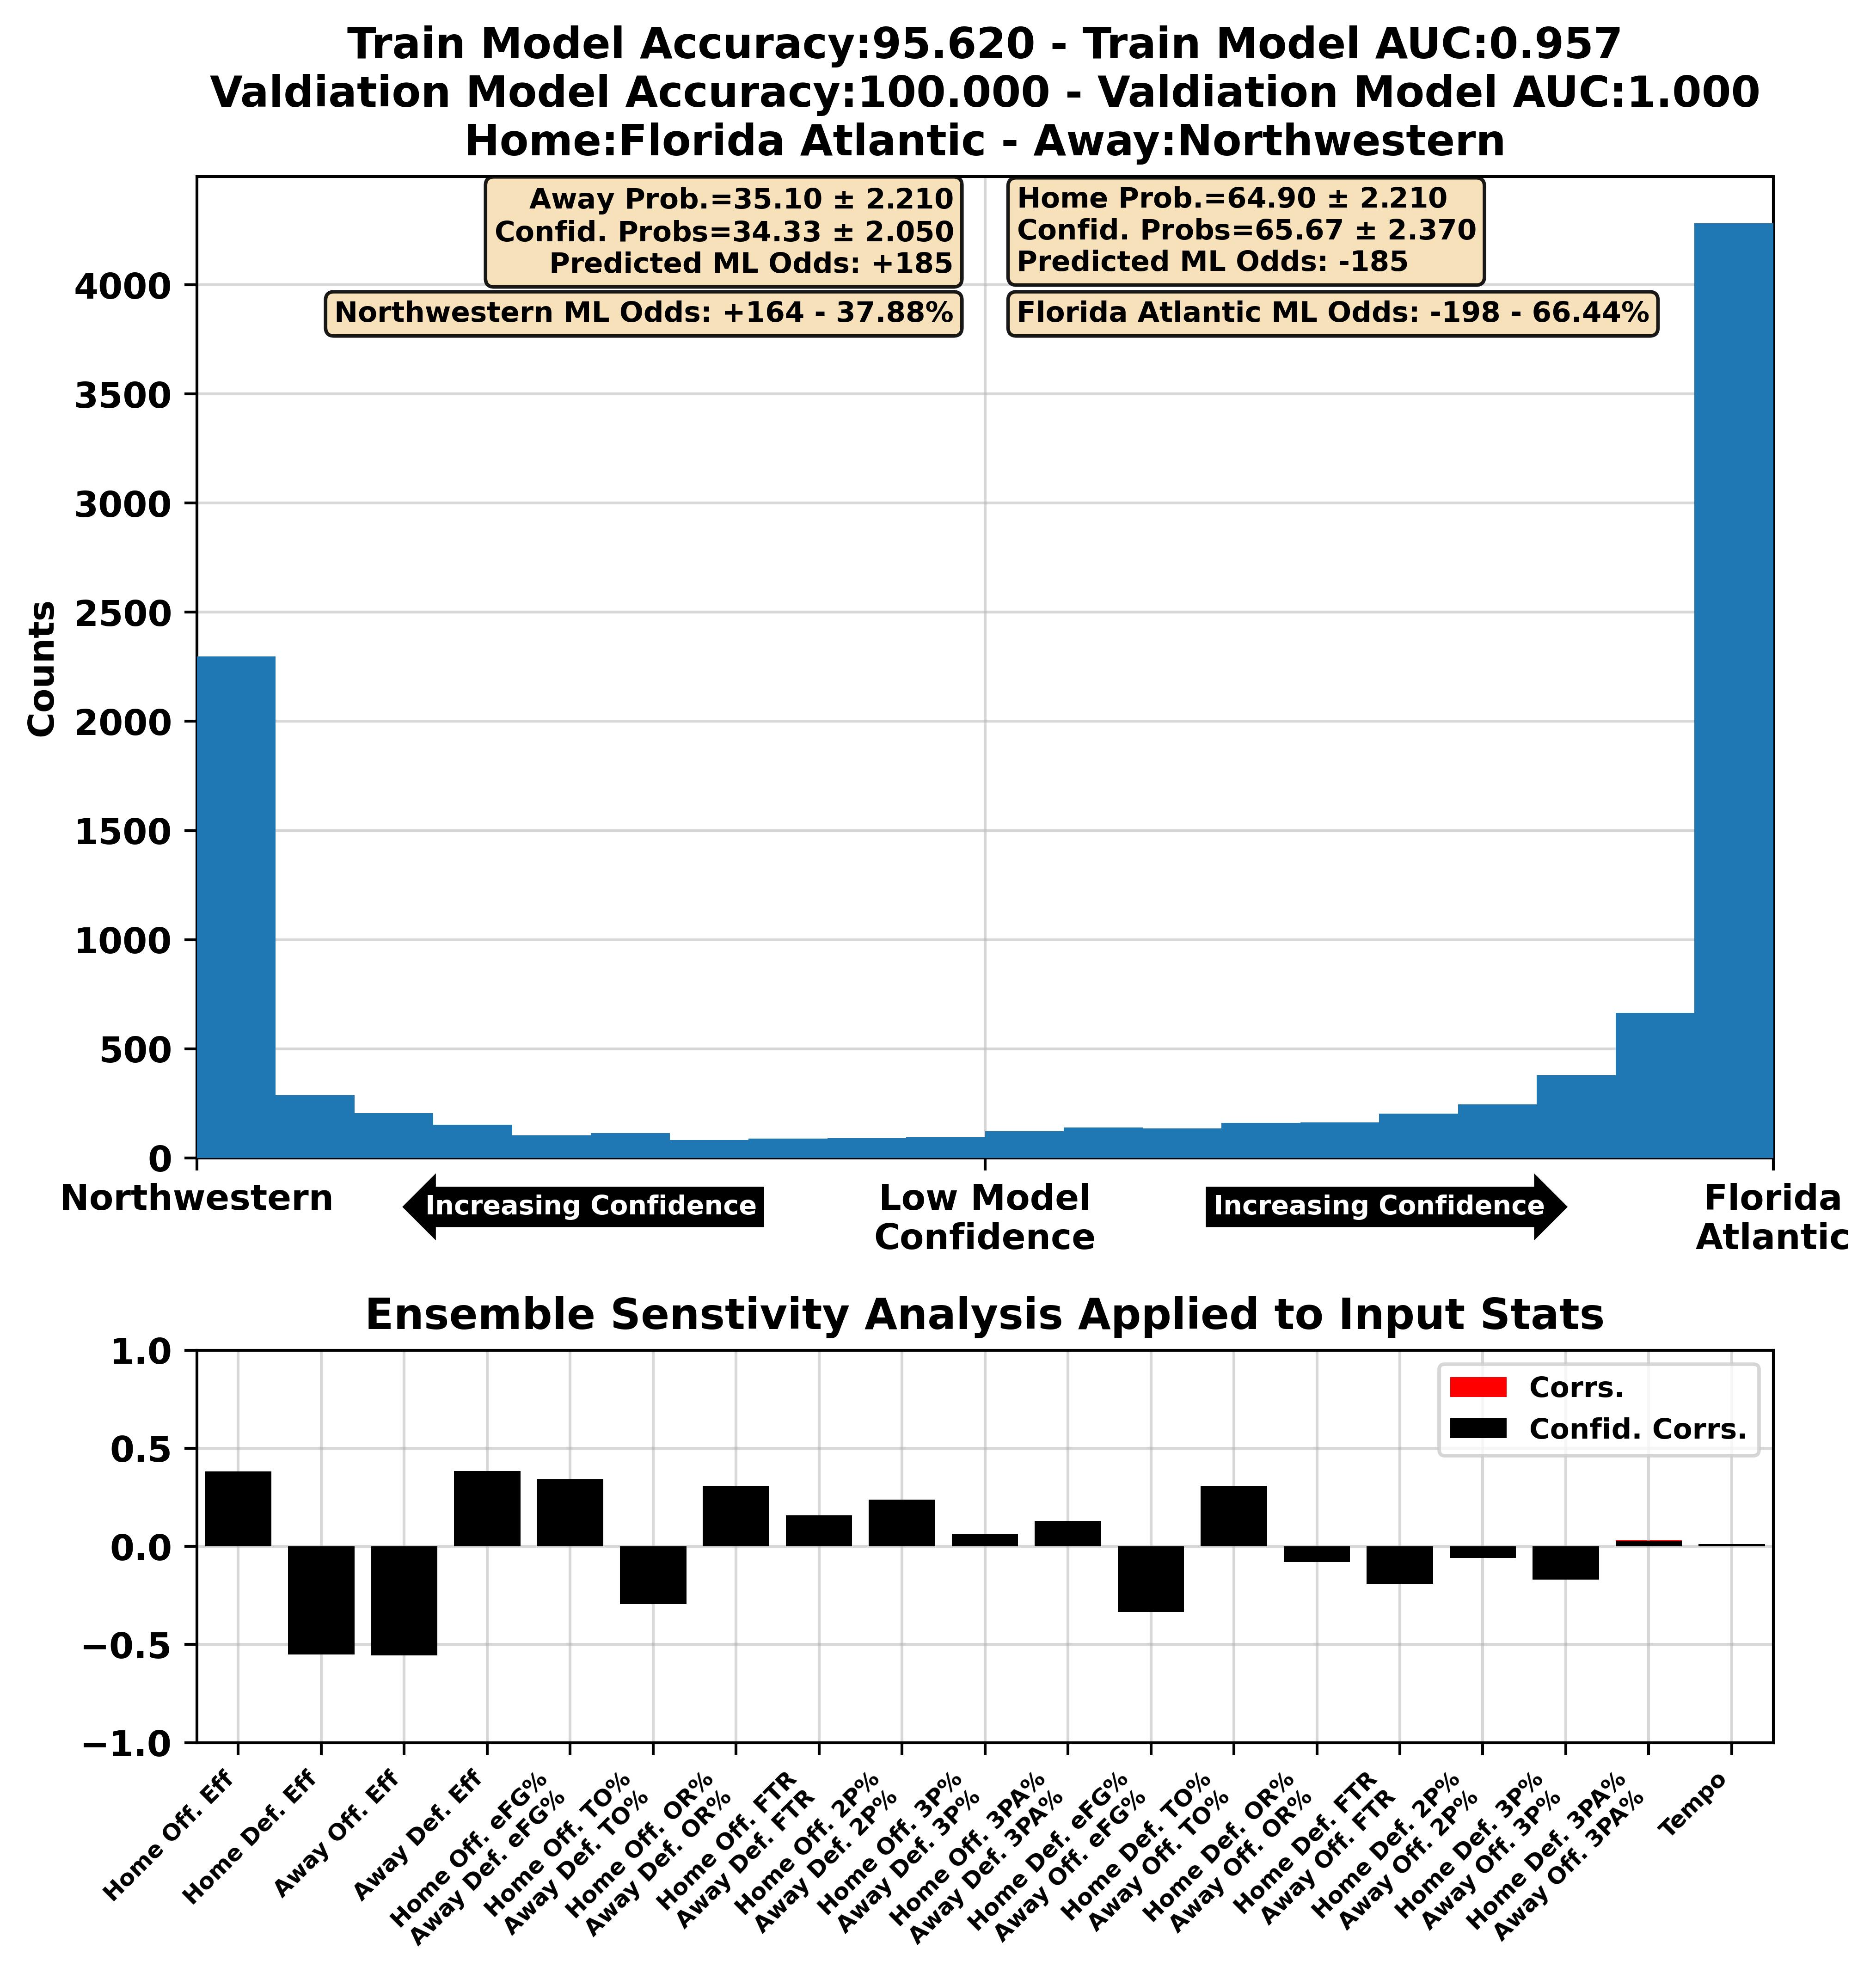 Train Model Accuracy:95.620 - Train Model AUC:0.957
Valdiation Model Accuracy:100.000 - Valdiation Model AUC:1.000
Home:Florida Atlantic - Away:Northwestern
Away Prob.=35.10 ± 2.210
Confid. Probs=34.33 ± 2.050
Predicted ML Odds: +185
Home Prob.=64.90 ± 2.210
Confid. Probs=65.67 ± 2.370
Predicted ML Odds: -185
Northwestern ML Odds: +164 - 37.88%
Florida Atlantic ML Odds: -198 - 66.44%
Counts
4000
3500
3000
2500
2000
1500
1000
500
0
Northwestern
Increasing Confidence
Low Model
Confidence
Increasing Confidence
Florida
Atlantic
Ensemble Senstivity Analysis Applied to Input Stats
Corrs.
Confid. Corrs.
1.0
0.5
0.0
−0.5
−1.0
Home Off. Eff
Home Def. Eff
Away Off. Eff
Away Def. Eff
Home Off. eFG%
Away Def. eFG%
Home Off. TO%
Away Def. TO%
Home Off. OR%
Away Def. OR%
Home Off. FTR
Away Def. FTR
Home Off. 2P%
Away Def. 2P%
Home Off. 3P%
Away Def. 3P%
Home Off. 3PA%
Away Def. 3PA%
Home Def. eFG%
Away Off. eFG%
Home Def. TO%
Away Off. TO%
Home Def. OR%
Away Off. OR%
Home Def. FTR
Away Off. FTR
Home Def. 2P%
Away Off. 2P%
Home Def. 3P%
Away Off. 3P%
Home Def. 3PA%
Away Off. 3PA%
Tempo